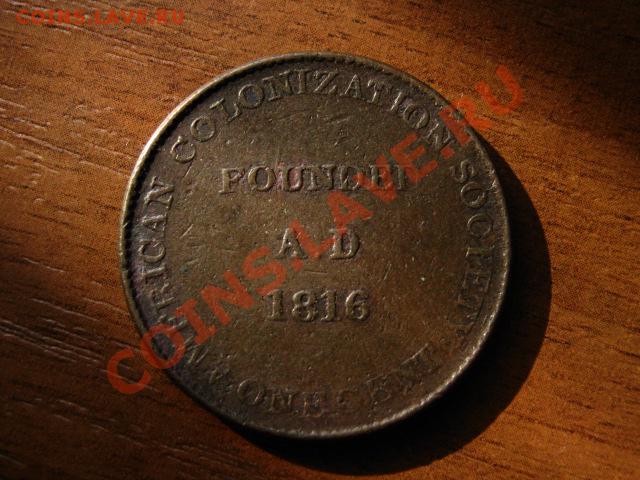 COINS.LAVE.RU
AMERICAN COLONIZATION SOCIETY
FOUNDED
A D
1816
ONE CENT
COINS.LAVE.RU